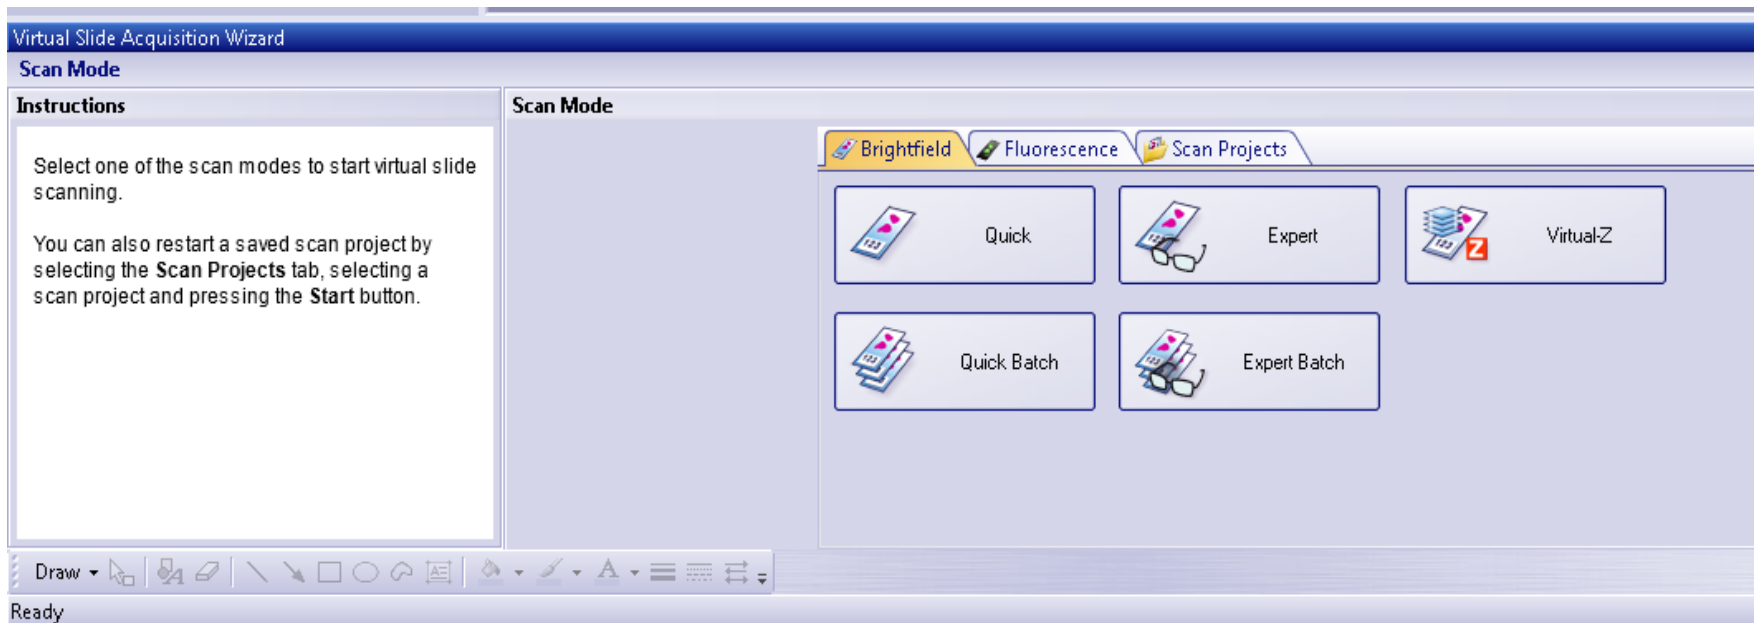 Virtual Slide Acquisition Wizard
Scan Mode
Instructions
Select one of the scan modes to start virtual slide
scanning.
You can also restart a saved scan project by
selecting the Scan Projects tab, selecting a
scan project and pressing the Start button.
Scan Mode
Brightfield
Fluorescence
Scan Projects
Quick
Expert
Virtual-Z
Quick Batch
Expert Batch
Draw
Ready